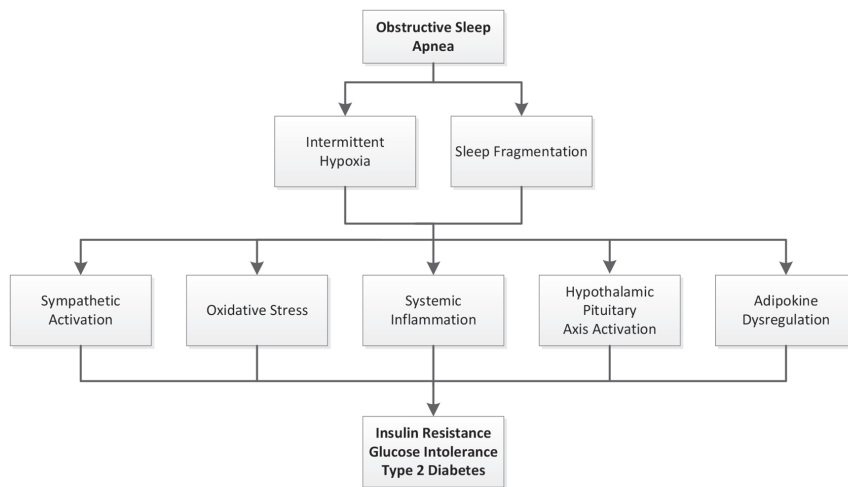 Obstructive Sleep
Apnea
Intermittent
Hypoxia
Sleep Fragmentation
Sympathetic
Activation
Oxidative Stress
Systemic
Inflammation
Hypothalamic
Pituitary
Axis Activation
Adipokine
Dysregulation
Insulin Resistance
Glucose Intolerance
Type 2 Diabetes